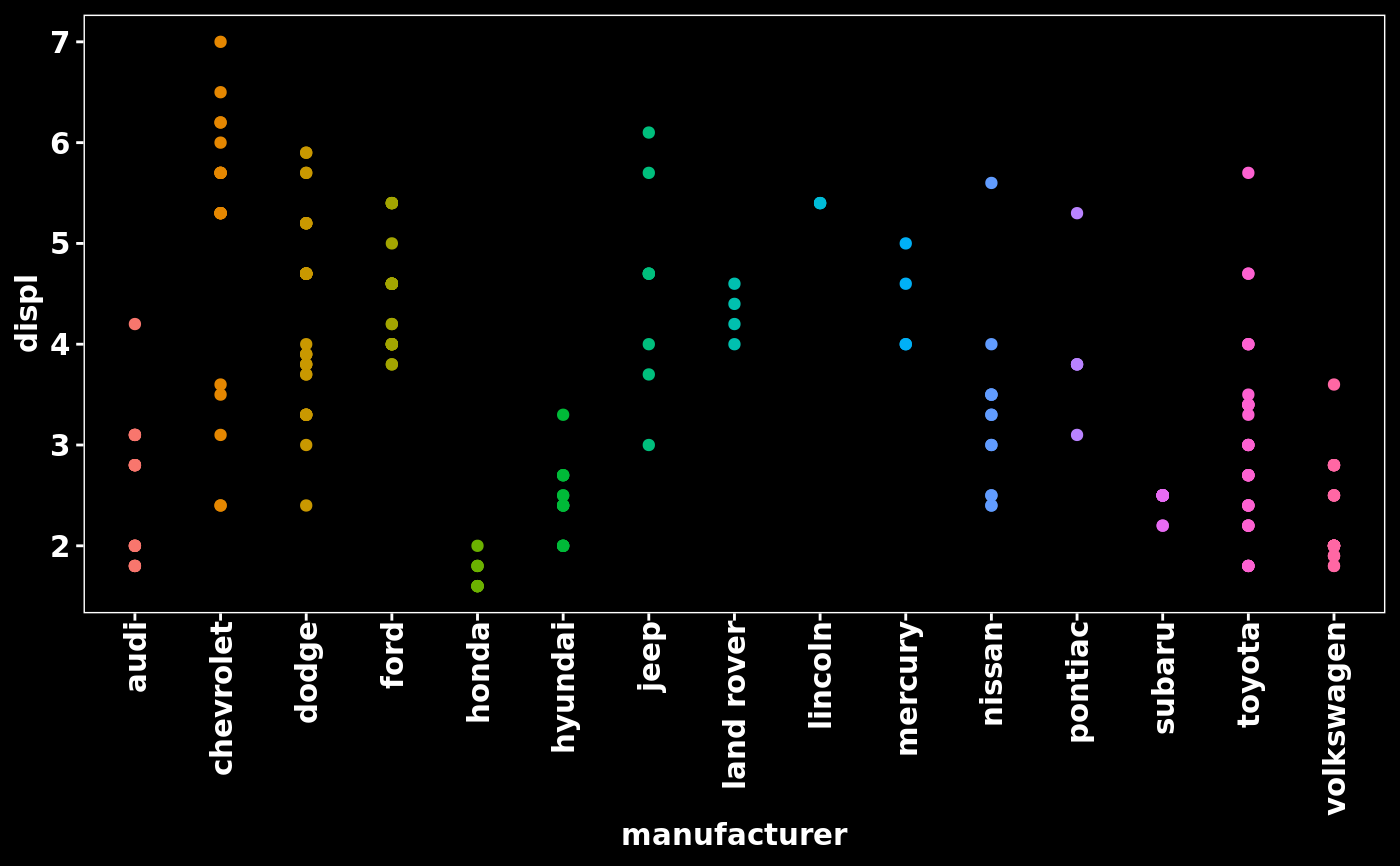 7
6
5
4
3
2
displ
audi
chevrolet
dodge
ford
honda
hyundai
jeep
land rover
lincoln
mercury
nissan
pontiac
subaru
toyota
volkswagen
manufacturer